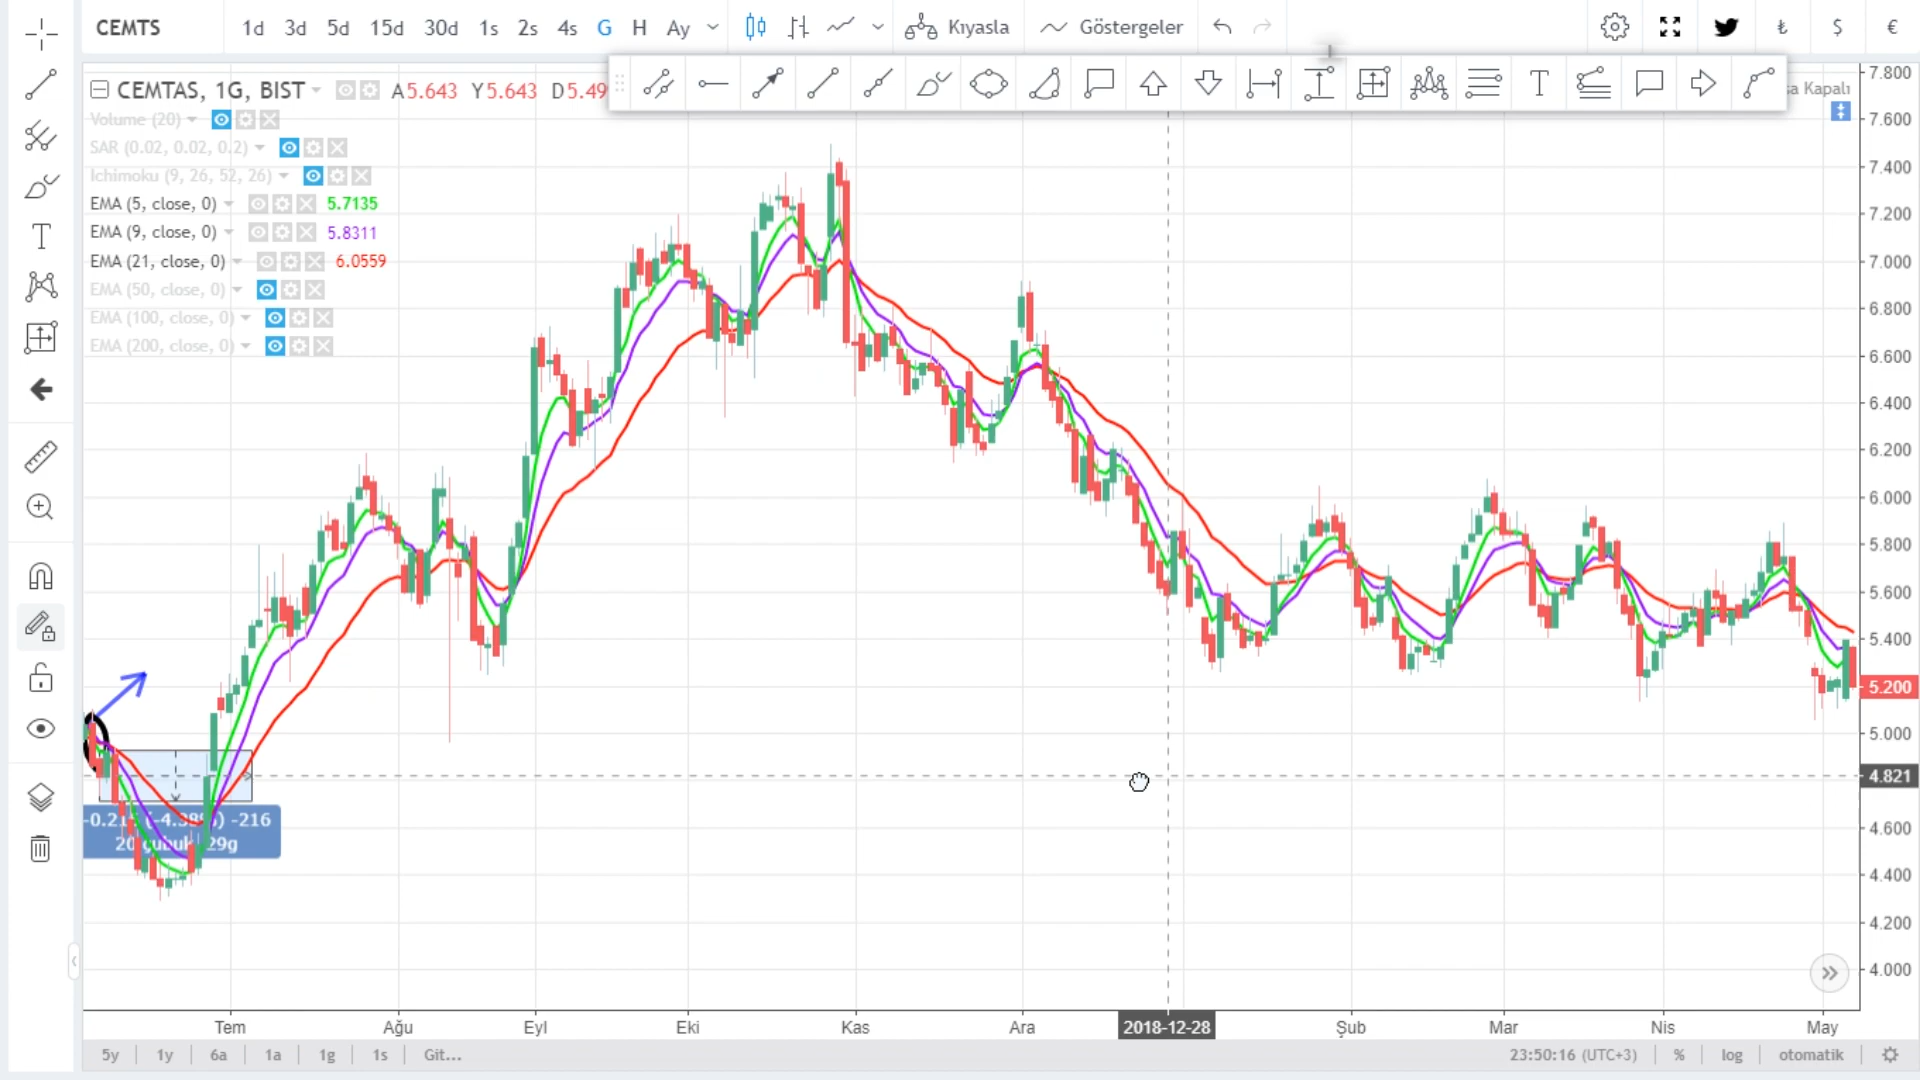 CEMTS 1d 3d 5d 15d 30d 1s 2s 4s G H Ay Kıyasla Göstergeler ₺ $ €
CEMTAS, 1G, BIST A5.643 Y5.643 D5.49
a Kapalı
Volume (20)
SAR (0.02, 0.02, 0.2)
Ichimoku (9, 26, 52, 26)
EMA (5, close, 0) 5.7135
EMA (9, close, 0) 5.8311
EMA (21, close, 0) 6.0559
EMA (50, close, 0)
EMA (100, close, 0)
EMA (200, close, 0)
7.800
7.600
7.400
7.200
7.000
6.800
6.600
6.400
6.200
6.000
5.800
5.600
5.400
5.200
5.000
4.821
4.600
4.400
4.200
4.000
-216
20 çubuk, 29g
Tem Ağu Eyl Eki Kas Ara 2018-12-28 Şub Mar Nis May
5y 1y 6a 1a 1g 1s Git... 23:50:16 (UTC+3) % log otomatik